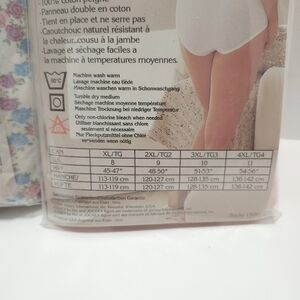 -100% coton peigné
-Panneau double en coton
-Tient en place et ne serre pas
-Caoutchouc naturel résistant à
la chaleur..cousu à la jambe
-Lavage et séchage faciles a
à températures moyennes.
Machine wash warm
Lavage machine eau tiède
Maschine waschen warm in Schonwaschgang
Tumble dry medium
Séchage machine moyenne température
Maschine Trocknung bei niedriger Temperatur
Only non-chlorine bleach when needed
Utiliser blanchissant sans chlore
seulement si nécessaire
Nur Fleckputzmittel ohne Chlor
verwenden wenn nötig
XL/TG 2XL/TG2 3XL/TG3 4XL/TG4
8 9 10 11
45-47" 48-50" 51-53" 54-56"
113-119 cm 120-127 cm 128-135 cm 136-142 cm
113-119 cm 120-127 cm 128-135 cm 136-142 cm